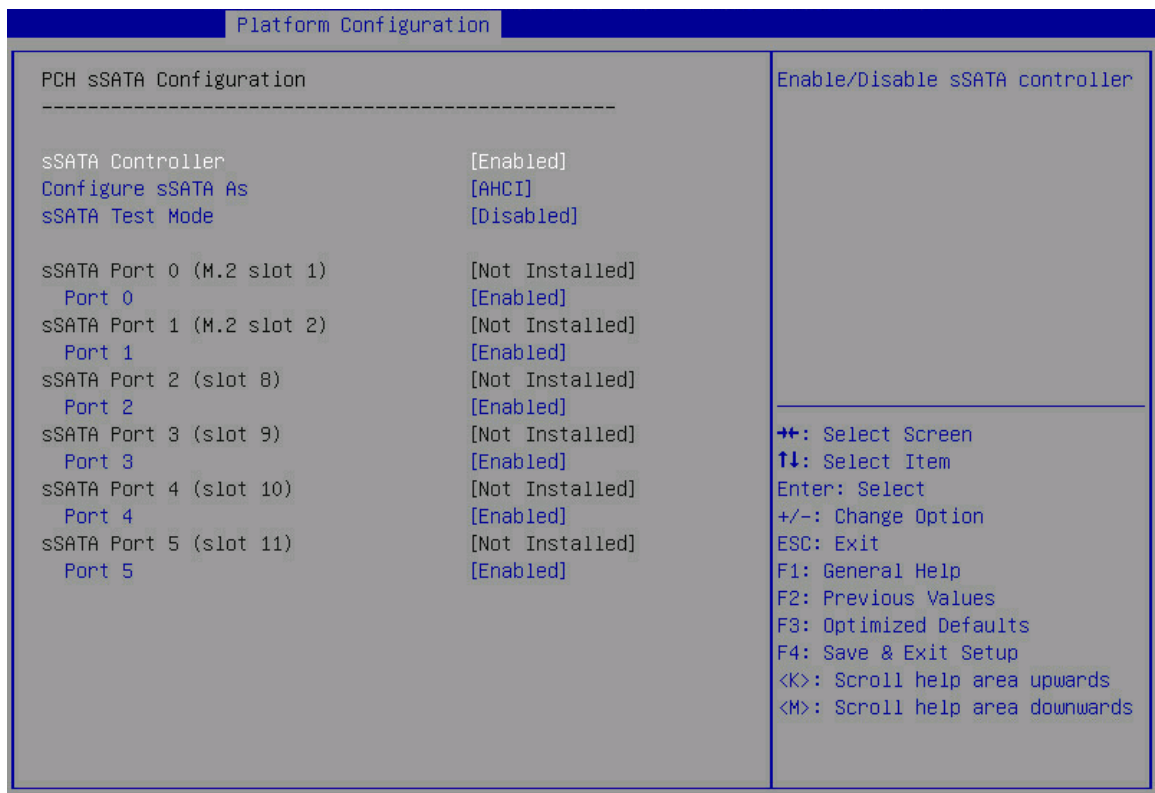 Platform Configuration
PCH sSATA Configuration
--------------------------------------------------
sSATA Controller [Enabled]
Configure sSATA As [AHCI]
sSATA Test Mode [Disabled]
sSATA Port 0 (M.2 slot 1) [Not Installed]
Port 0 [Enabled]
sSATA Port 1 (M.2 slot 2) [Not Installed]
Port 1 [Enabled]
sSATA Port 2 (slot 8) [Not Installed]
Port 2 [Enabled]
sSATA Port 3 (slot 9) [Not Installed]
Port 3 [Enabled]
sSATA Port 4 (slot 10) [Not Installed]
Port 4 [Enabled]
sSATA Port 5 (slot 11) [Not Installed]
Port 5 [Enabled]
Enable/Disable sSATA controller
→←: Select Screen
↑↓: Select Item
Enter: Select
+/-: Change Option
ESC: Exit
F1: General Help
F2: Previous Values
F3: Optimized Defaults
F4: Save & Exit Setup
<K>: Scroll help area upwards
<M>: Scroll help area downwards